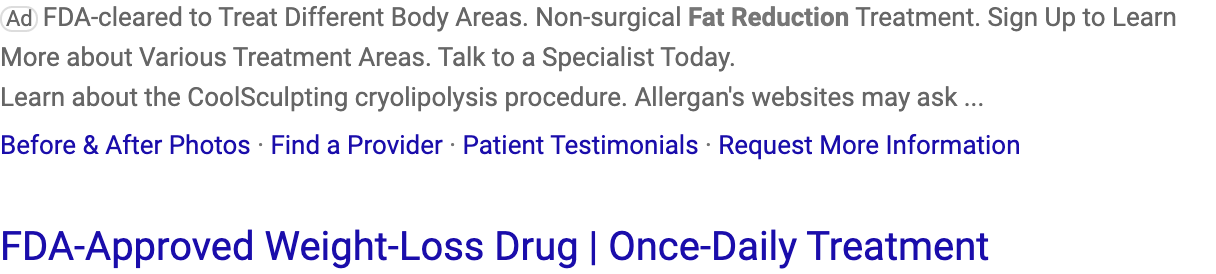 Ad FDA-cleared to Treat Different Body Areas. Non-surgical Fat Reduction Treatment. Sign Up to Learn
More about Various Treatment Areas. Talk to a Specialist Today.
Learn about the CoolSculpting cryolipolysis procedure. Allergan's websites may ask ...
Before & After Photos · Find a Provider · Patient Testimonials · Request More Information
FDA-Approved Weight-Loss Drug | Once-Daily Treatment